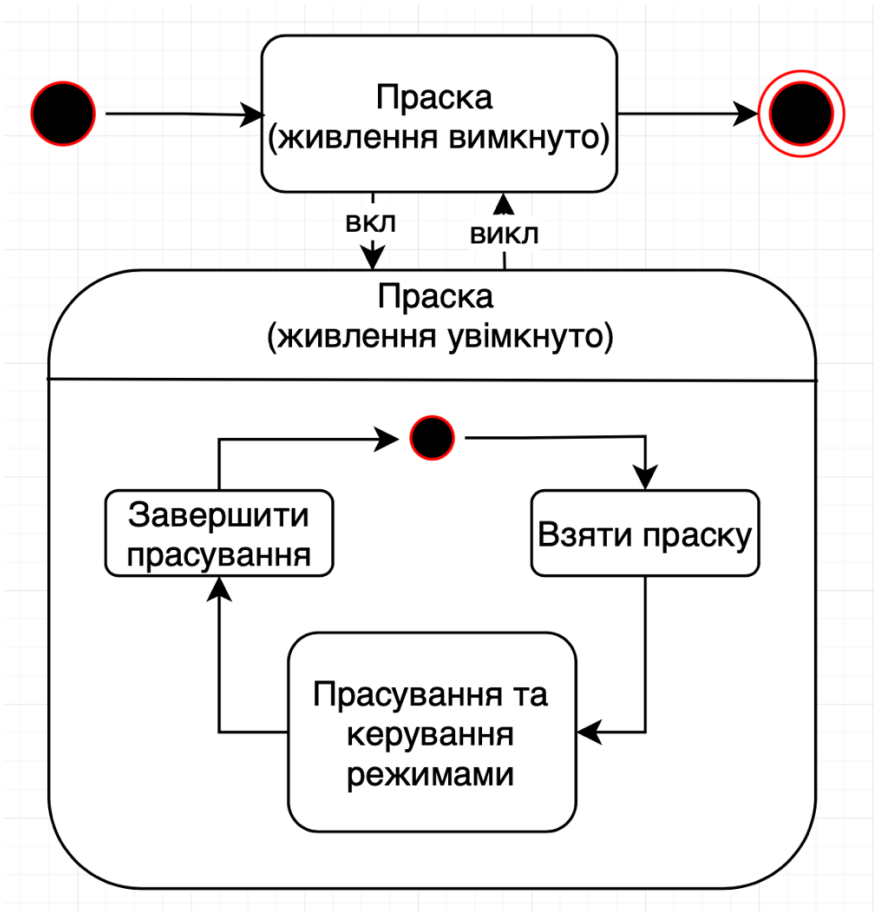 Праска
(живлення вимкнуто)
вкл
викл
Праска
(живлення увімкнуто)
Завершити
прасування
Взяти праску
Прасування та
керування
режимами